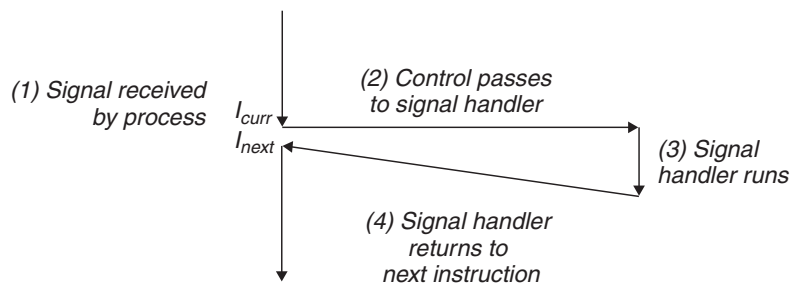 (1) Signal received
by process
I_curr
I_next
(2) Control passes
to signal handler
(3) Signal
handler runs
(4) Signal handler
returns to
next instruction